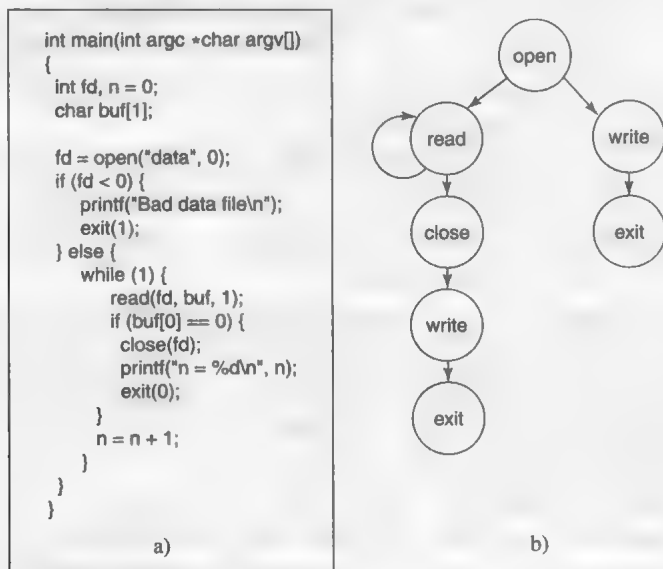 int main(int argc *char argv[])
{
int fd, n = 0;
char buf[1];
fd = open("data", 0);
if (fd < 0) {
printf("Bad data file\n");
exit(1);
} else {
while (1) {
read(fd, buf, 1);
if (buf[0] == 0) {
close(fd);
printf("n = %d\n", n);
exit(0);
}
n = n + 1;
}
}
}
a)
open
read
write
close
exit
write
exit
b)